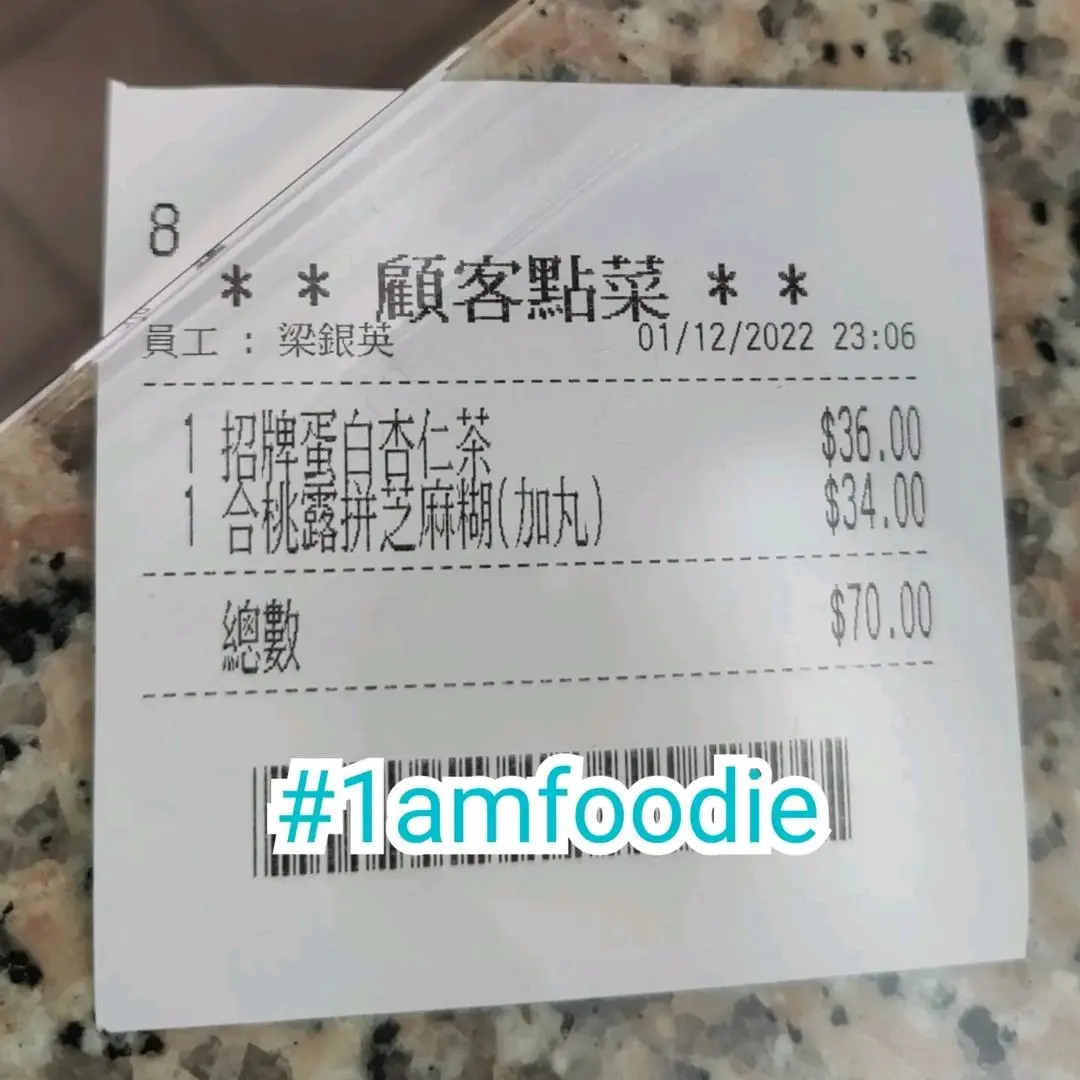 8
* * 顧客點菜 * *
員工 : 梁銀英 01/12/2022 23:06
1 招牌蛋白杏仁茶 $36.00
1 合桃露拼芝麻糊(加丸) $34.00
總數 $70.00
#1amfoodie